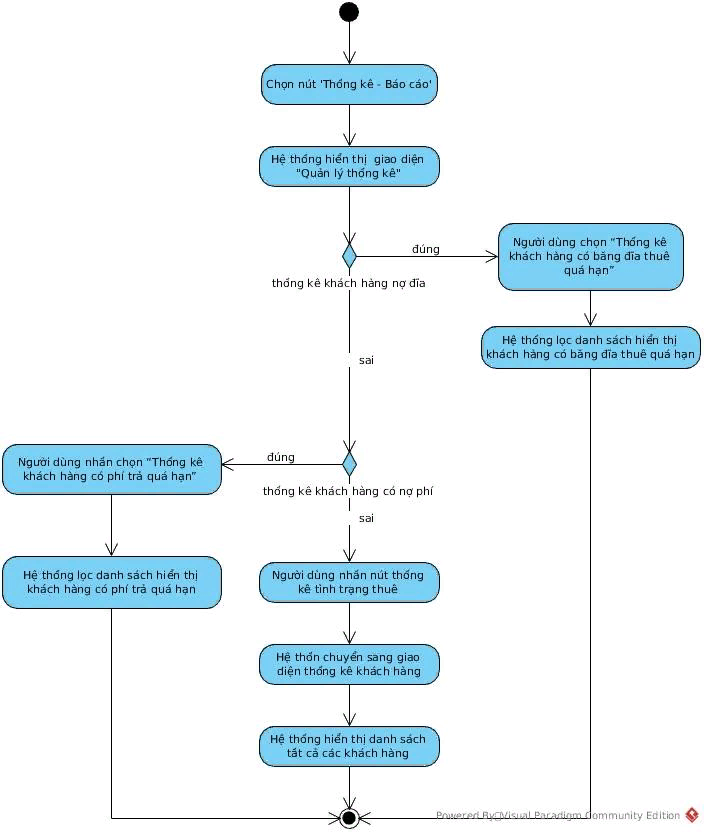 Chọn nút 'Thống kê - Báo cáo'
Hệ thống hiển thị giao diện
"Quản lý thống kê"
đúng
thống kê khách hàng nợ đĩa
Người dùng chọn “Thống kê
khách hàng có băng đĩa thuê
quá hạn”
Hệ thống lọc danh sách hiển thị
khách hàng có băng đĩa thuê quá hạn
sai
đúng
thống kê khách hàng có nợ phí
Người dùng nhấn chọn “Thống kê
khách hàng có phí trả quá hạn”
sai
Hệ thống lọc danh sách hiển thị
khách hàng có phí trả quá hạn
Người dùng nhấn nút thống
kê tình trạng thuê
Hệ thốn chuyển sang giao
diện thống kê khách hàng
Hệ thống hiển thị danh sách
tất cả các khách hàng
Powered By Visual Paradigm Community Edition